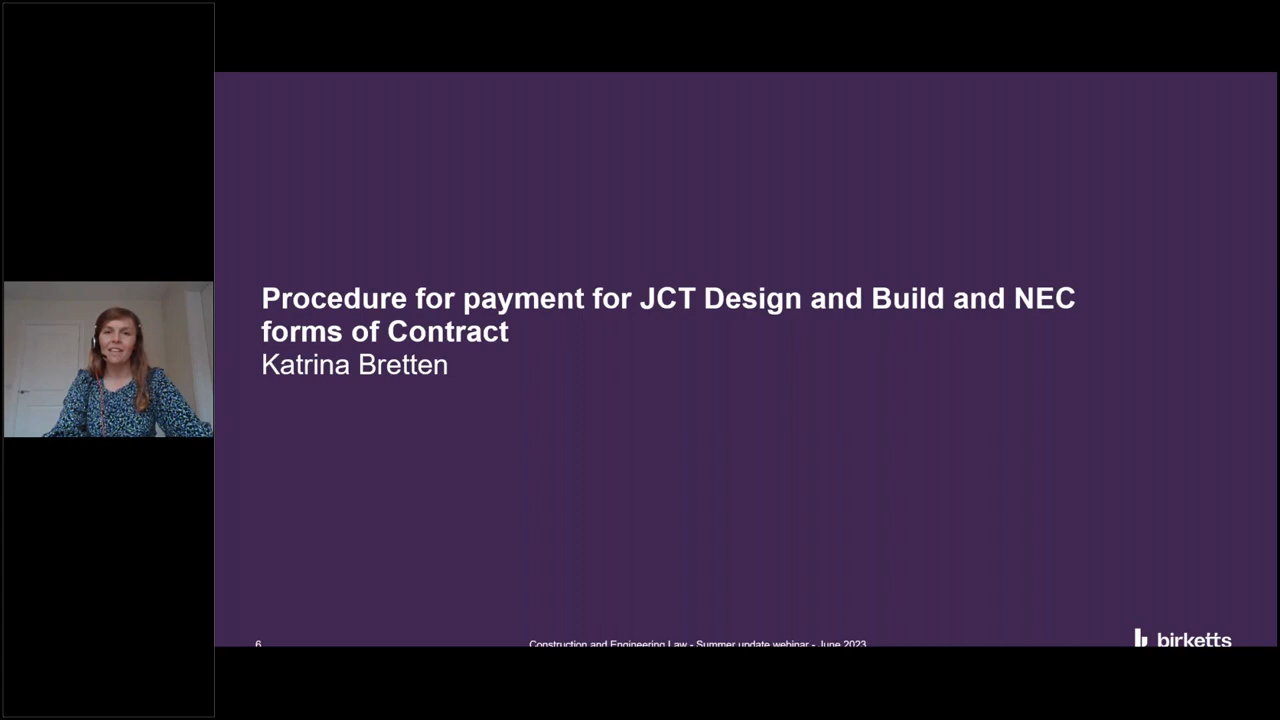 Procedure for payment for JCT Design and Build and NEC
forms of Contract
Katrina Bretten
6
Construction and Engineering Law - Summer update webinar - June 2023
birketts